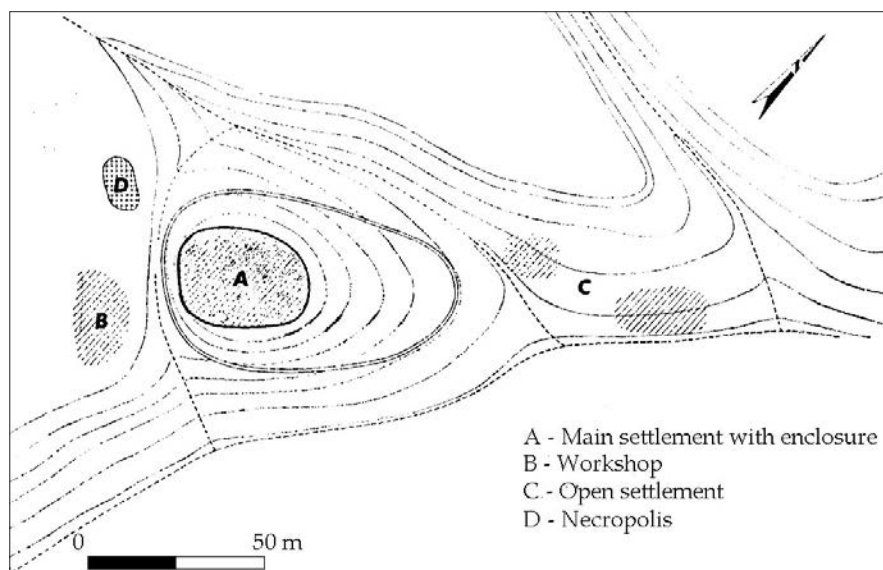 D
A
B
C
A - Main settlement with enclosure
B - Workshop
C - Open settlement
D - Necropolis
0 50 m